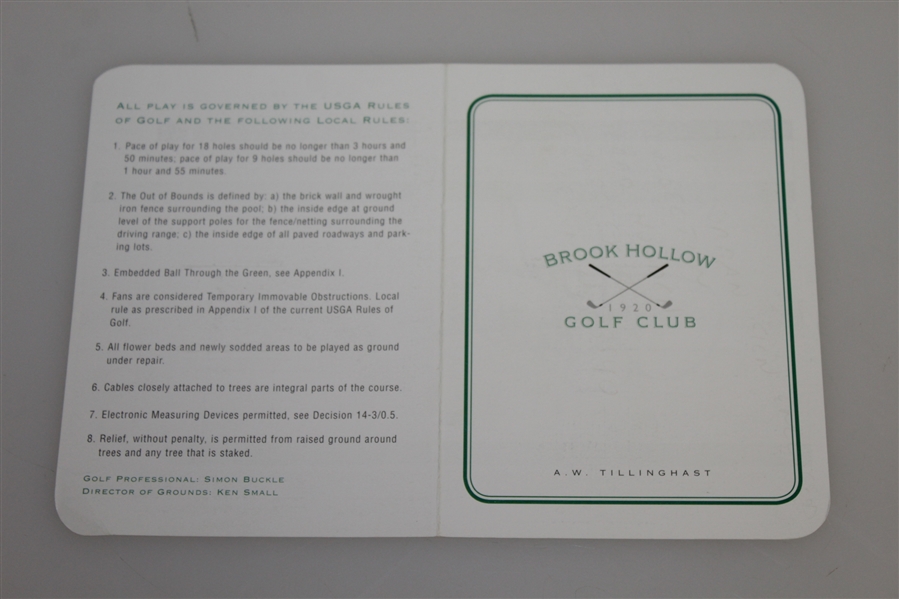 ALL PLAY IS GOVERNED BY THE USGA RULES
OF GOLF AND THE FOLLOWING LOCAL RULES:
1. Pace of play for 18 holes should be no longer than 3 hours and
50 minutes; pace of play for 9 holes should be no longer than
1 hour and 55 minutes.
2. The Out of Bounds is defined by: a) the brick wall and wrought
iron fence surrounding the pool; b) the inside edge at ground
level of the support poles for the fence/netting surrounding the
driving range; c) the inside edge of all paved roadways and park-
ing lots.
3. Embedded Ball Through the Green, see Appendix I.
4. Fans are considered Temporary Immovable Obstructions. Local
rule as prescribed in Appendix I of the current USGA Rules of
Golf.
5. All flower beds and newly sodded areas to be played as ground
under repair.
6. Cables closely attached to trees are integral parts of the course.
7. Electronic Measuring Devices permitted, see Decision 14-3/0.5.
8. Relief, without penalty, is permitted from raised ground around
trees and any tree that is staked.
GOLF PROFESSIONAL: SIMON BUCKLE
DIRECTOR OF GROUNDS: KEN SMALL
BROOK HOLLOW
1920
GOLF CLUB
A.W. TILLINGHAST